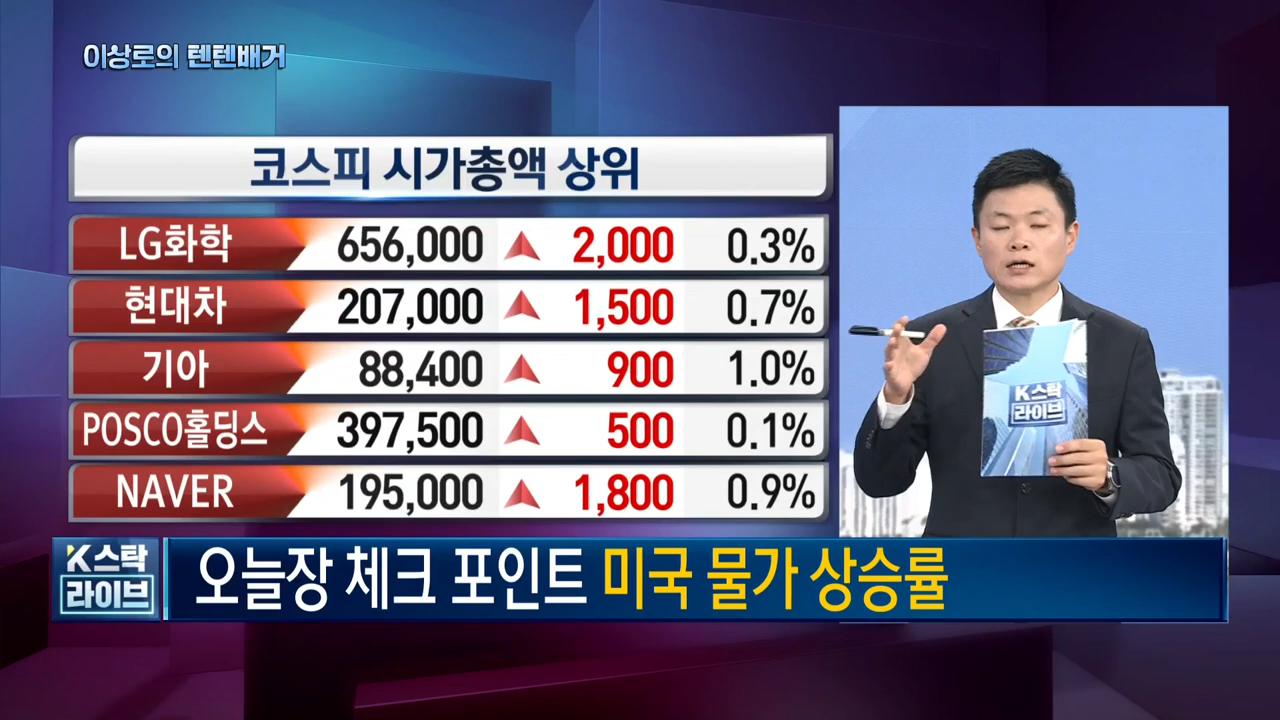 이상로의 텐텐배거
코스피 시가총액 상위
LG화학 656,000 ▲ 2,000 0.3%
현대차 207,000 ▲ 1,500 0.7%
기아 88,400 ▲ 900 1.0%
POSCO홀딩스 397,500 ▲ 500 0.1%
NAVER 195,000 ▲ 1,800 0.9%
K스탁
라이브
K스탁
라이브
오늘장 체크 포인트 미국 물가 상승률